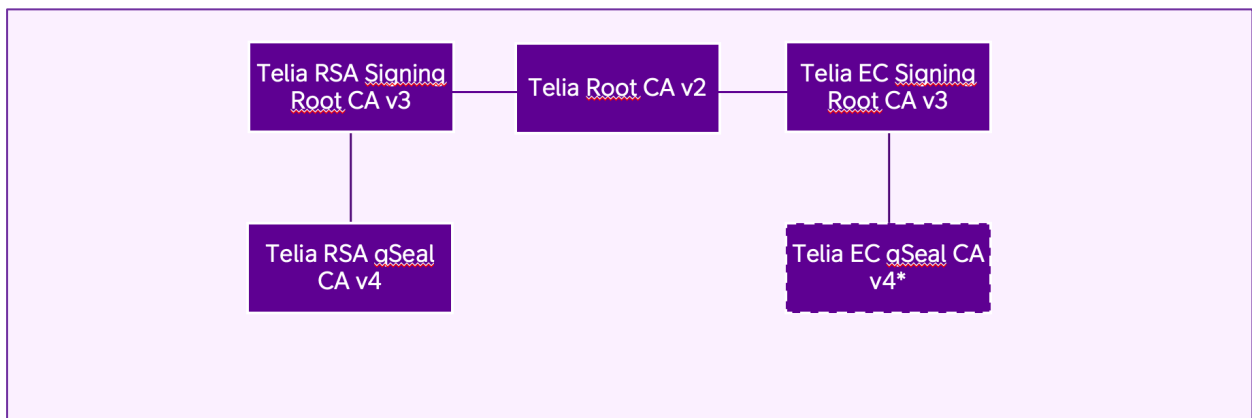 Telia RSA Signing
Root CA v3
Telia Root CA v2
Telia EC Signing
Root CA v3
Telia RSA qSeal
CA v4
Telia EC qSeal CA
v4*